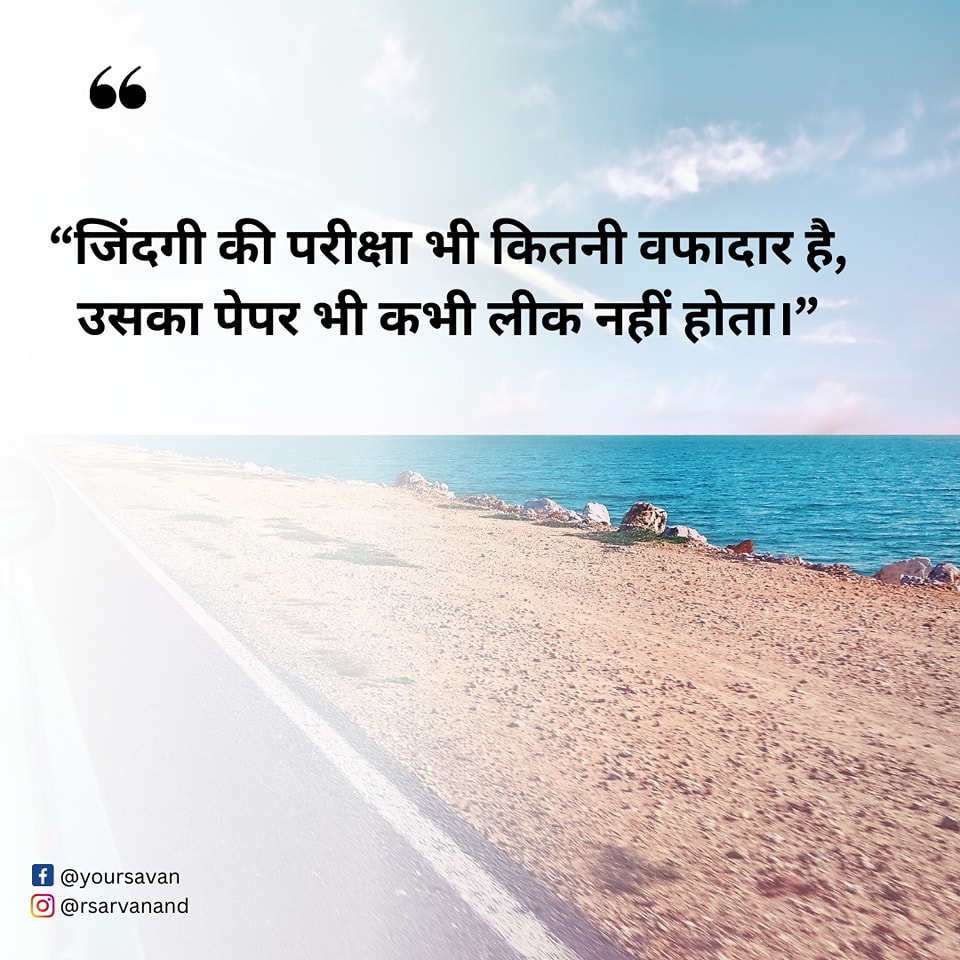 ❝
“जिंदगी की परीक्षा भी कितनी वफादार है,
उसका पेपर भी कभी लीक नहीं होता।”
@yoursavan
@rsarvanand